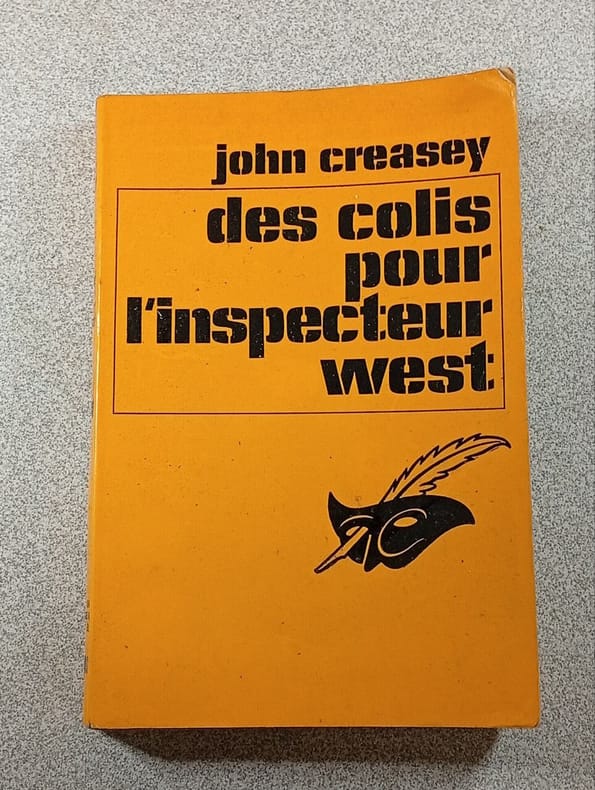 john creasey
des colis
pour
l'inspecteur
west